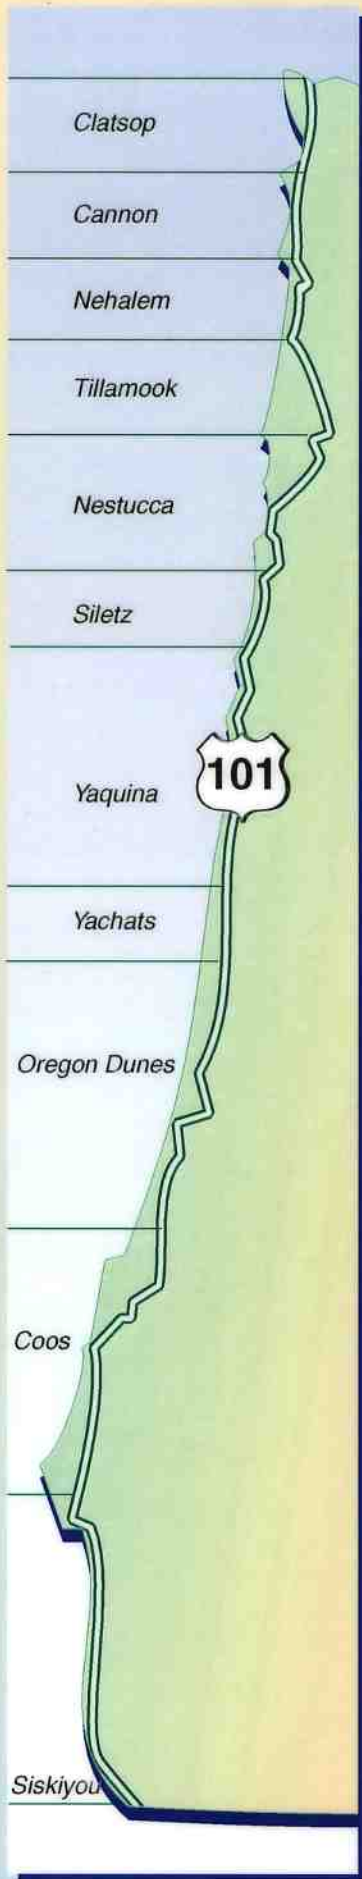 Clatsop
Cannon
Nehalem
Tillamook
Nestucca
Siletz
101
Yaquina
Yachats
Oregon Dunes
Coos
Siskiyou